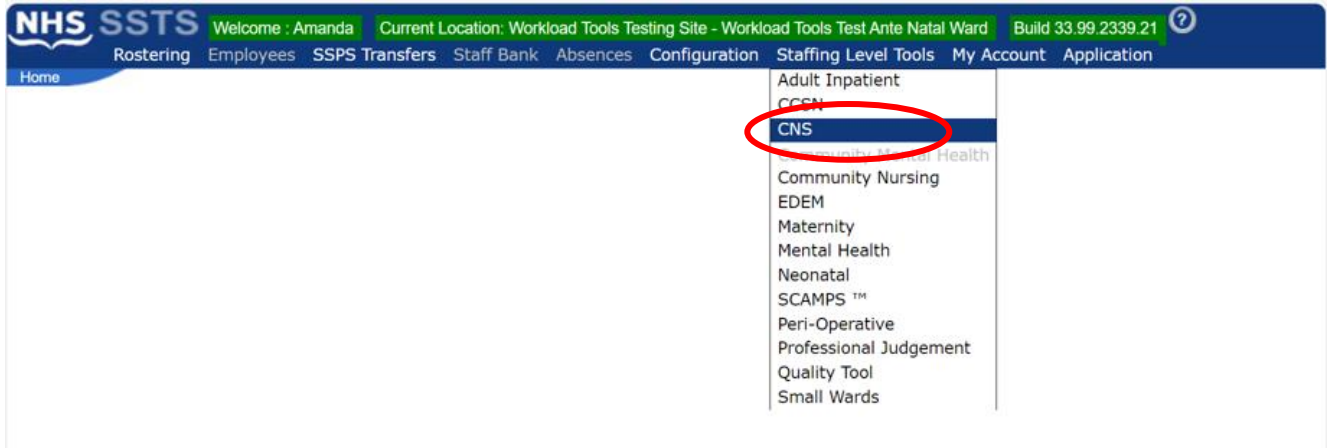 NHS SSTS Welcome : Amanda Current Location: Workload Tools Testing Site - Workload Tools Test Ante Natal Ward Build 33.99.2339.21 ?
Rostering Employees SSPS Transfers Staff Bank Absences Configuration Staffing Level Tools My Account Application
Home
Adult Inpatient
CCSN
CNS
Community Mental Health
Community Nursing
EDEM
Maternity
Mental Health
Neonatal
SCAMPS ™
Peri-Operative
Professional Judgement
Quality Tool
Small Wards